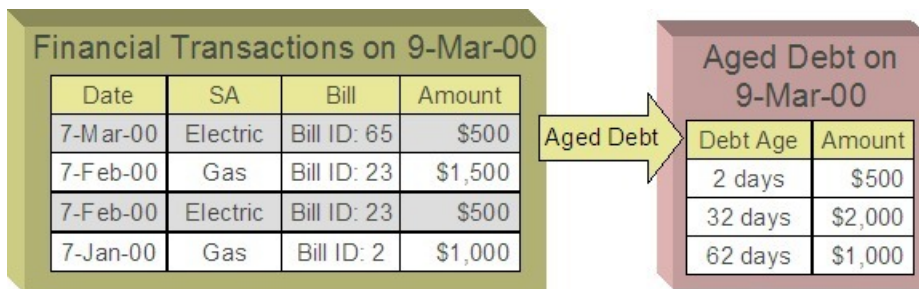 Financial Transactions on 9-Mar-00
Date SA Bill Amount
7-Mar-00 Electric Bill ID: 65 $500
7-Feb-00 Gas Bill ID: 23 $1,500
7-Feb-00 Electric Bill ID: 23 $500
7-Jan-00 Gas Bill ID: 2 $1,000
Aged Debt
Aged Debt on
9-Mar-00
Debt Age Amount
2 days $500
32 days $2,000
62 days $1,000